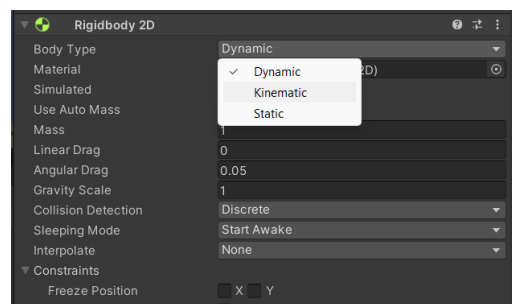 Rigidbody 2D
Body Type Dynamic
Material 2D)
✓ Dynamic
Simulated
Kinematic
Use Auto Mass
Static
Mass 1
Linear Drag 0
Angular Drag 0.05
Gravity Scale 1
Collision Detection Discrete
Sleeping Mode Start Awake
Interpolate None
Constraints
Freeze Position X Y